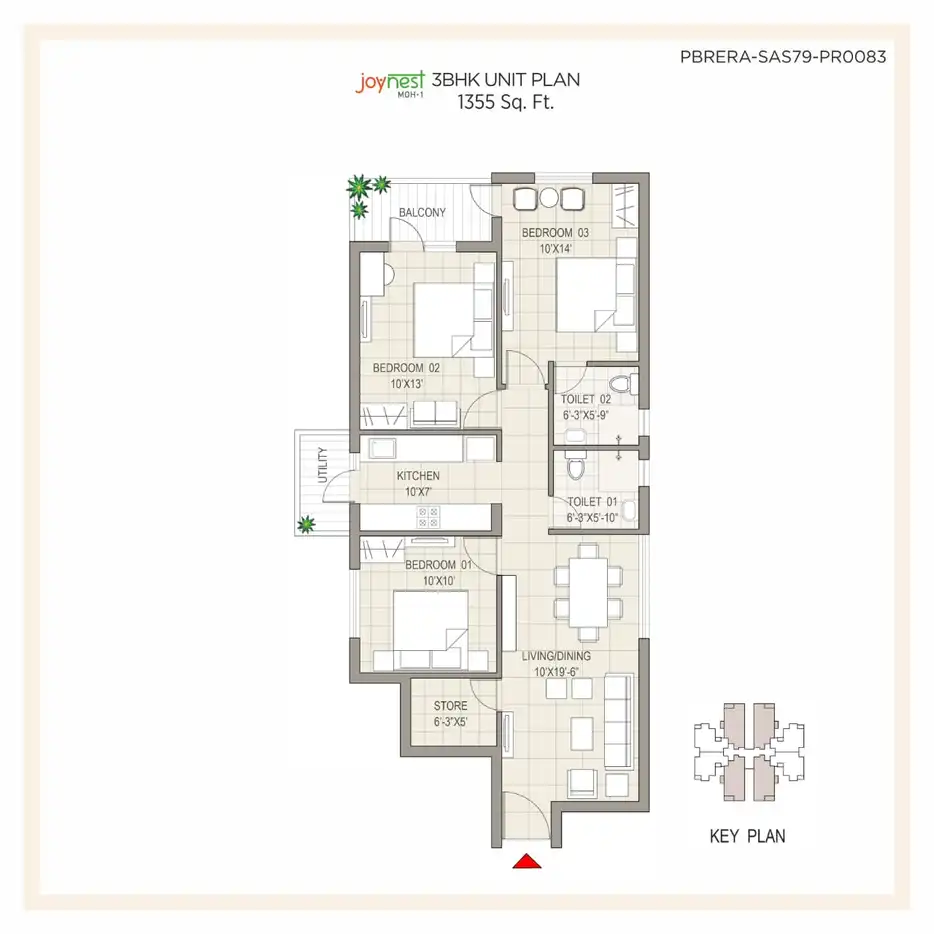 PBRERA-SAS79-PR0083
joynest 3BHK UNIT PLAN
MOH-1
1355 Sq. Ft.
BALCONY
BEDROOM 03
10'X14'
BEDROOM 02
10'X13'
TOILET 02
6'-3"X5'-9"
UTILITY
KITCHEN
10'X7'
TOILET 01
6'-3"X5'-10"
BEDROOM 01
10'X10'
LIVING/DINING
10'X19'-6"
STORE
6'-3"X5'
KEY PLAN